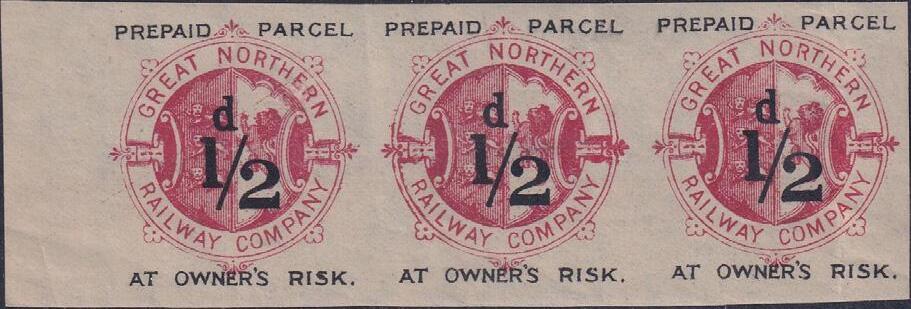 PREPAID PARCEL
GREAT NORTHERN
d
1/2
RAILWAY COMPANY
AT OWNER'S RISK.
PREPAID PARCEL
GREAT NORTHERN
d
1/2
RAILWAY COMPANY
AT OWNER'S RISK.
PREPAID PARCEL
GREAT NORTHERN
d
1/2
RAILWAY COMPANY
AT OWNER'S RISK.